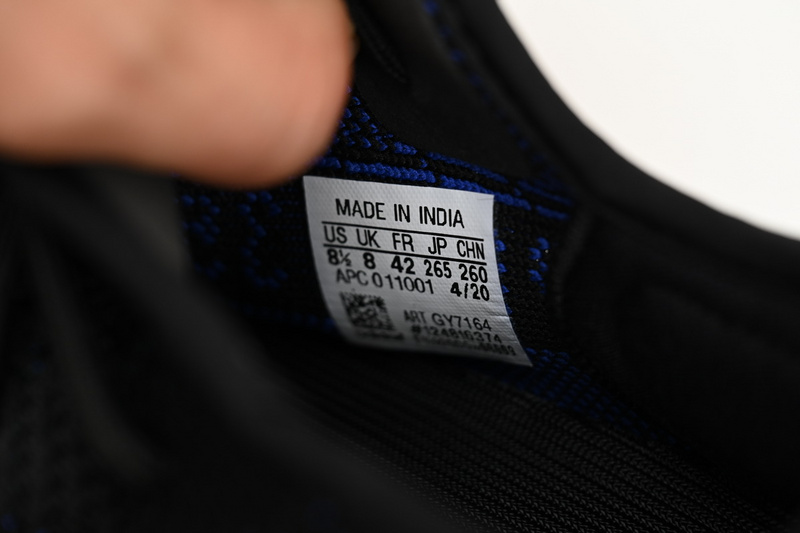 MADE IN INDIA
US UK FR JP CHN
8½ 8 42 265 260
APC 011001 4/20
ART GY7164
#124816374